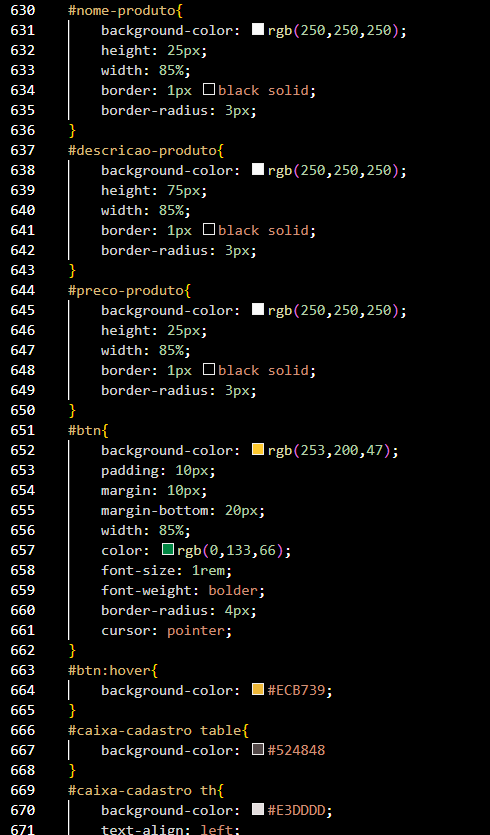 630 #nome-produto{
631 background-color: rgb(250,250,250);
632 height: 25px;
633 width: 85%;
634 border: 1px black solid;
635 border-radius: 3px;
636 }
637 #descricao-produto{
638 background-color: rgb(250,250,250);
639 height: 75px;
640 width: 85%;
641 border: 1px black solid;
642 border-radius: 3px;
643 }
644 #preco-produto{
645 background-color: rgb(250,250,250);
646 height: 25px;
647 width: 85%;
648 border: 1px black solid;
649 border-radius: 3px;
650 }
651 #btn{
652 background-color: rgb(253,200,47);
653 padding: 10px;
654 margin: 10px;
655 margin-bottom: 20px;
656 width: 85%;
657 color: rgb(0,133,66);
658 font-size: 1rem;
659 font-weight: bolder;
660 border-radius: 4px;
661 cursor: pointer;
662 }
663 #btn:hover{
664 background-color: #ECB739;
665 }
666 #caixa-cadastro table{
667 background-color: #524848
668 }
669 #caixa-cadastro th{
670 background-color: #E3DDDD;
671 text-align: left;